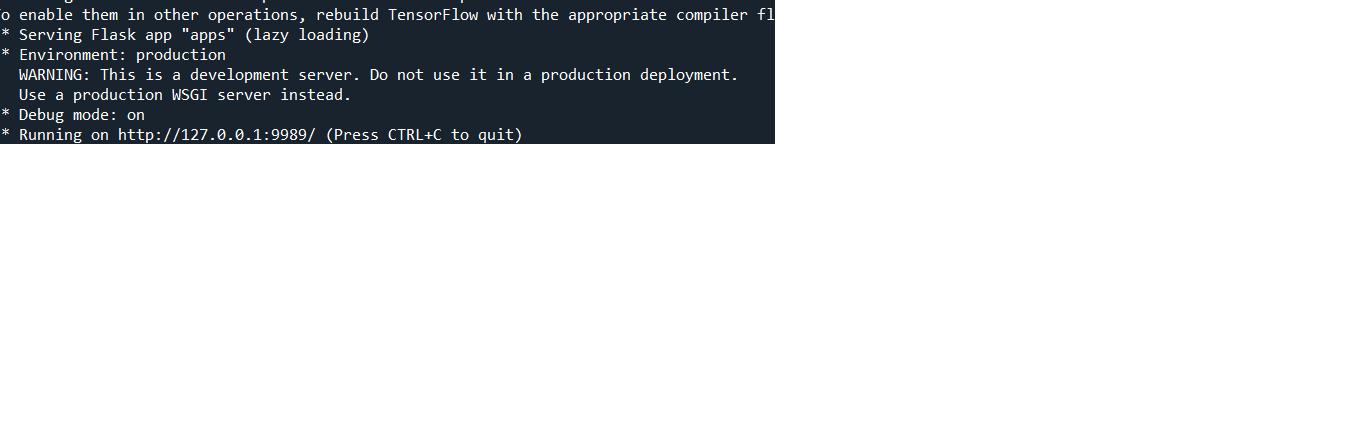 o enable them in other operations, rebuild TensorFlow with the appropriate compiler fl
* Serving Flask app "apps" (lazy loading)
* Environment: production
WARNING: This is a development server. Do not use it in a production deployment.
Use a production WSGI server instead.
* Debug mode: on
* Running on http://127.0.0.1:9989/ (Press CTRL+C to quit)